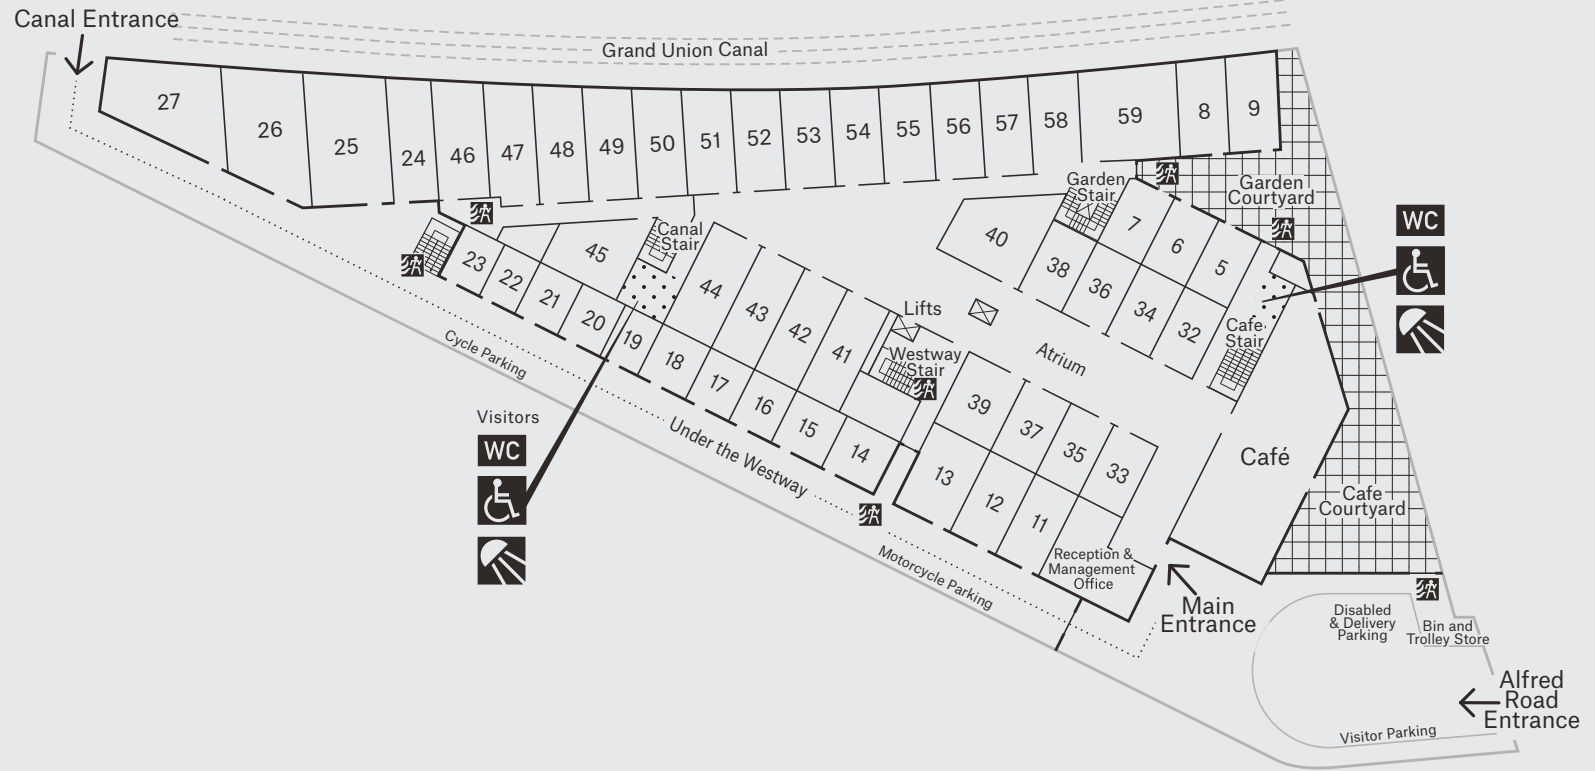 Canal Entrance
Grand Union Canal
27
26
25
24
46
47
48
49
50
51
52
53
54
55
56
57
58
59
8
9
Garden
Stair
Garden
Courtyard
WC
7
6
5
40
38
36
34
32
Canal
Stair
45
23
22
21
20
19
18
17
16
15
14
44
43
42
41
Lifts
Westway
Stair
Atrium
Cafe
Stair
39
37
35
33
13
12
11
Café
Cafe
Courtyard
Cycle Parking
Visitors
WC
Under the Westway
Motorcycle Parking
Reception &
Management
Office
Main
Entrance
Disabled
& Delivery
Parking
Bin and
Trolley Store
Alfred
Road
Entrance
Visitor Parking